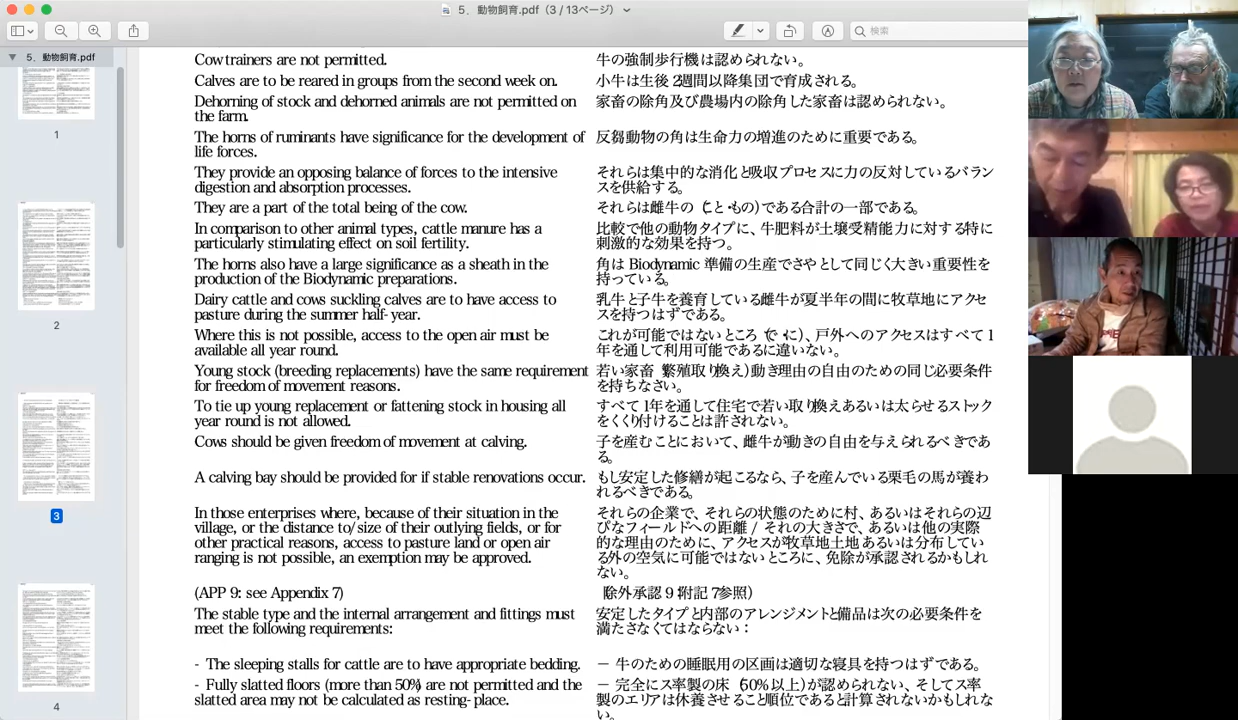 5、動物飼育.pdf（3 / 13ページ）
検索
5、動物飼育.pdf
1
2
3
4
Cow trainers are not permitted.
Calves are to be reared in groups from the second week on.
Dehorning of stock and dehorned animals are not permitted on
the farm.
The horns of ruminants have significance for the development of
life forces.
They provide an opposing balance of forces to the intensive
digestion and absorption processes.
They are a part of the total being of the cow.
In comparison to other animal types, cattle manure has a
particularly stimulating effect on soil fertility.
The horns also have a large significance as a sheath in the
preparation of the Biodynamic preparations.
Dairy cattle and cows suckling calves are to have access to
pasture during the summer half-year.
Where this is not possible, access to the open air must be
available all year round.
Young stock (breeding replacements) have the same requirement
for freedom of movement reasons.
To tie up young replacement or fattening stock in housing all
year round is not allowed.
Cows should be given freedom of movement at calving.
A calving bay should be provided for if stable renovations occur.
In those enterprises where, because of their situation in the
village, or the distance to/size of their outlying fields, or for
other practical reasons, access to pasture land or open air
ranging is not possible, an exemption may be approved.
(APP 9: see Appendix 7)
The stable type and internal arrangements and fittings must
satisfy the following requirements:
- The sleeping stalls for cattle are to have appropriate bedding.
- Fully slatted floors (more than 50%) are not permitted and the
slatted area may not be calculated as resting-place.
牛の強制歩行機は認められない。
小牛は生後 2週間以降集団で育成される。
家畜の除角及び農場内の除角した家畜は認められない。
反芻動物の角は生命力の増進のために重要である。
それらは集中的な消化と吸収プロセスに力の反対しているバラン
スを供給する。
それらは雌牛の（こと・もの）である合計の一部である。
比較で他の動物タイプに、牛肥料が土壌受精能力に対する特に
刺激的な効果を持つ。
角は Biodynamic 準備の準備でさやとして同じく大きい重要性を
持っている。
乳牛と子牛を養育している雌牛が夏半年の間に牧草地にアクセ
スを持つはずである。
これが可能ではないところ（で・に）、戸外へのアクセスはすべて 1
年を通して利用可能であるに違いない。
若い家畜（繁殖取り換え）動き理由の自由のための同じ必要条件
を持ちなさい。
すべて 1年を通して住宅で若い取り換えあるいは太らせるストック
をくくり付けることは許されない。
子を産むことにおいて、雌牛が動きの自由を与えられるべきであ
る。
もし安定した修繕が起こるなら、子を産んでいる栗毛の馬が養わ
れるべきである。
それらの企業で、それらの状態のために村、あるいはそれらの辺
ぴなフィールドへの距離 / それの大きさで、あるいは他の実際
的な理由のために、アクセスが牧草地土地あるいは分布してい
る外の空気に可能ではないところに、免除が承認されるかもしれ
ない。
（除外承認 9 附記 7参照）
安定したタイプと内部のアレンジメントと備品は次の必要条件を
満たさなくてはならない :
－ 牛のための睡眠用の区画は適切な寝具を持つはずである。
－ 完全にス率製の床（60%以上）が認められない、そしてス率
製のエリアは休養させること順位であると計算されないかもしれな
い。